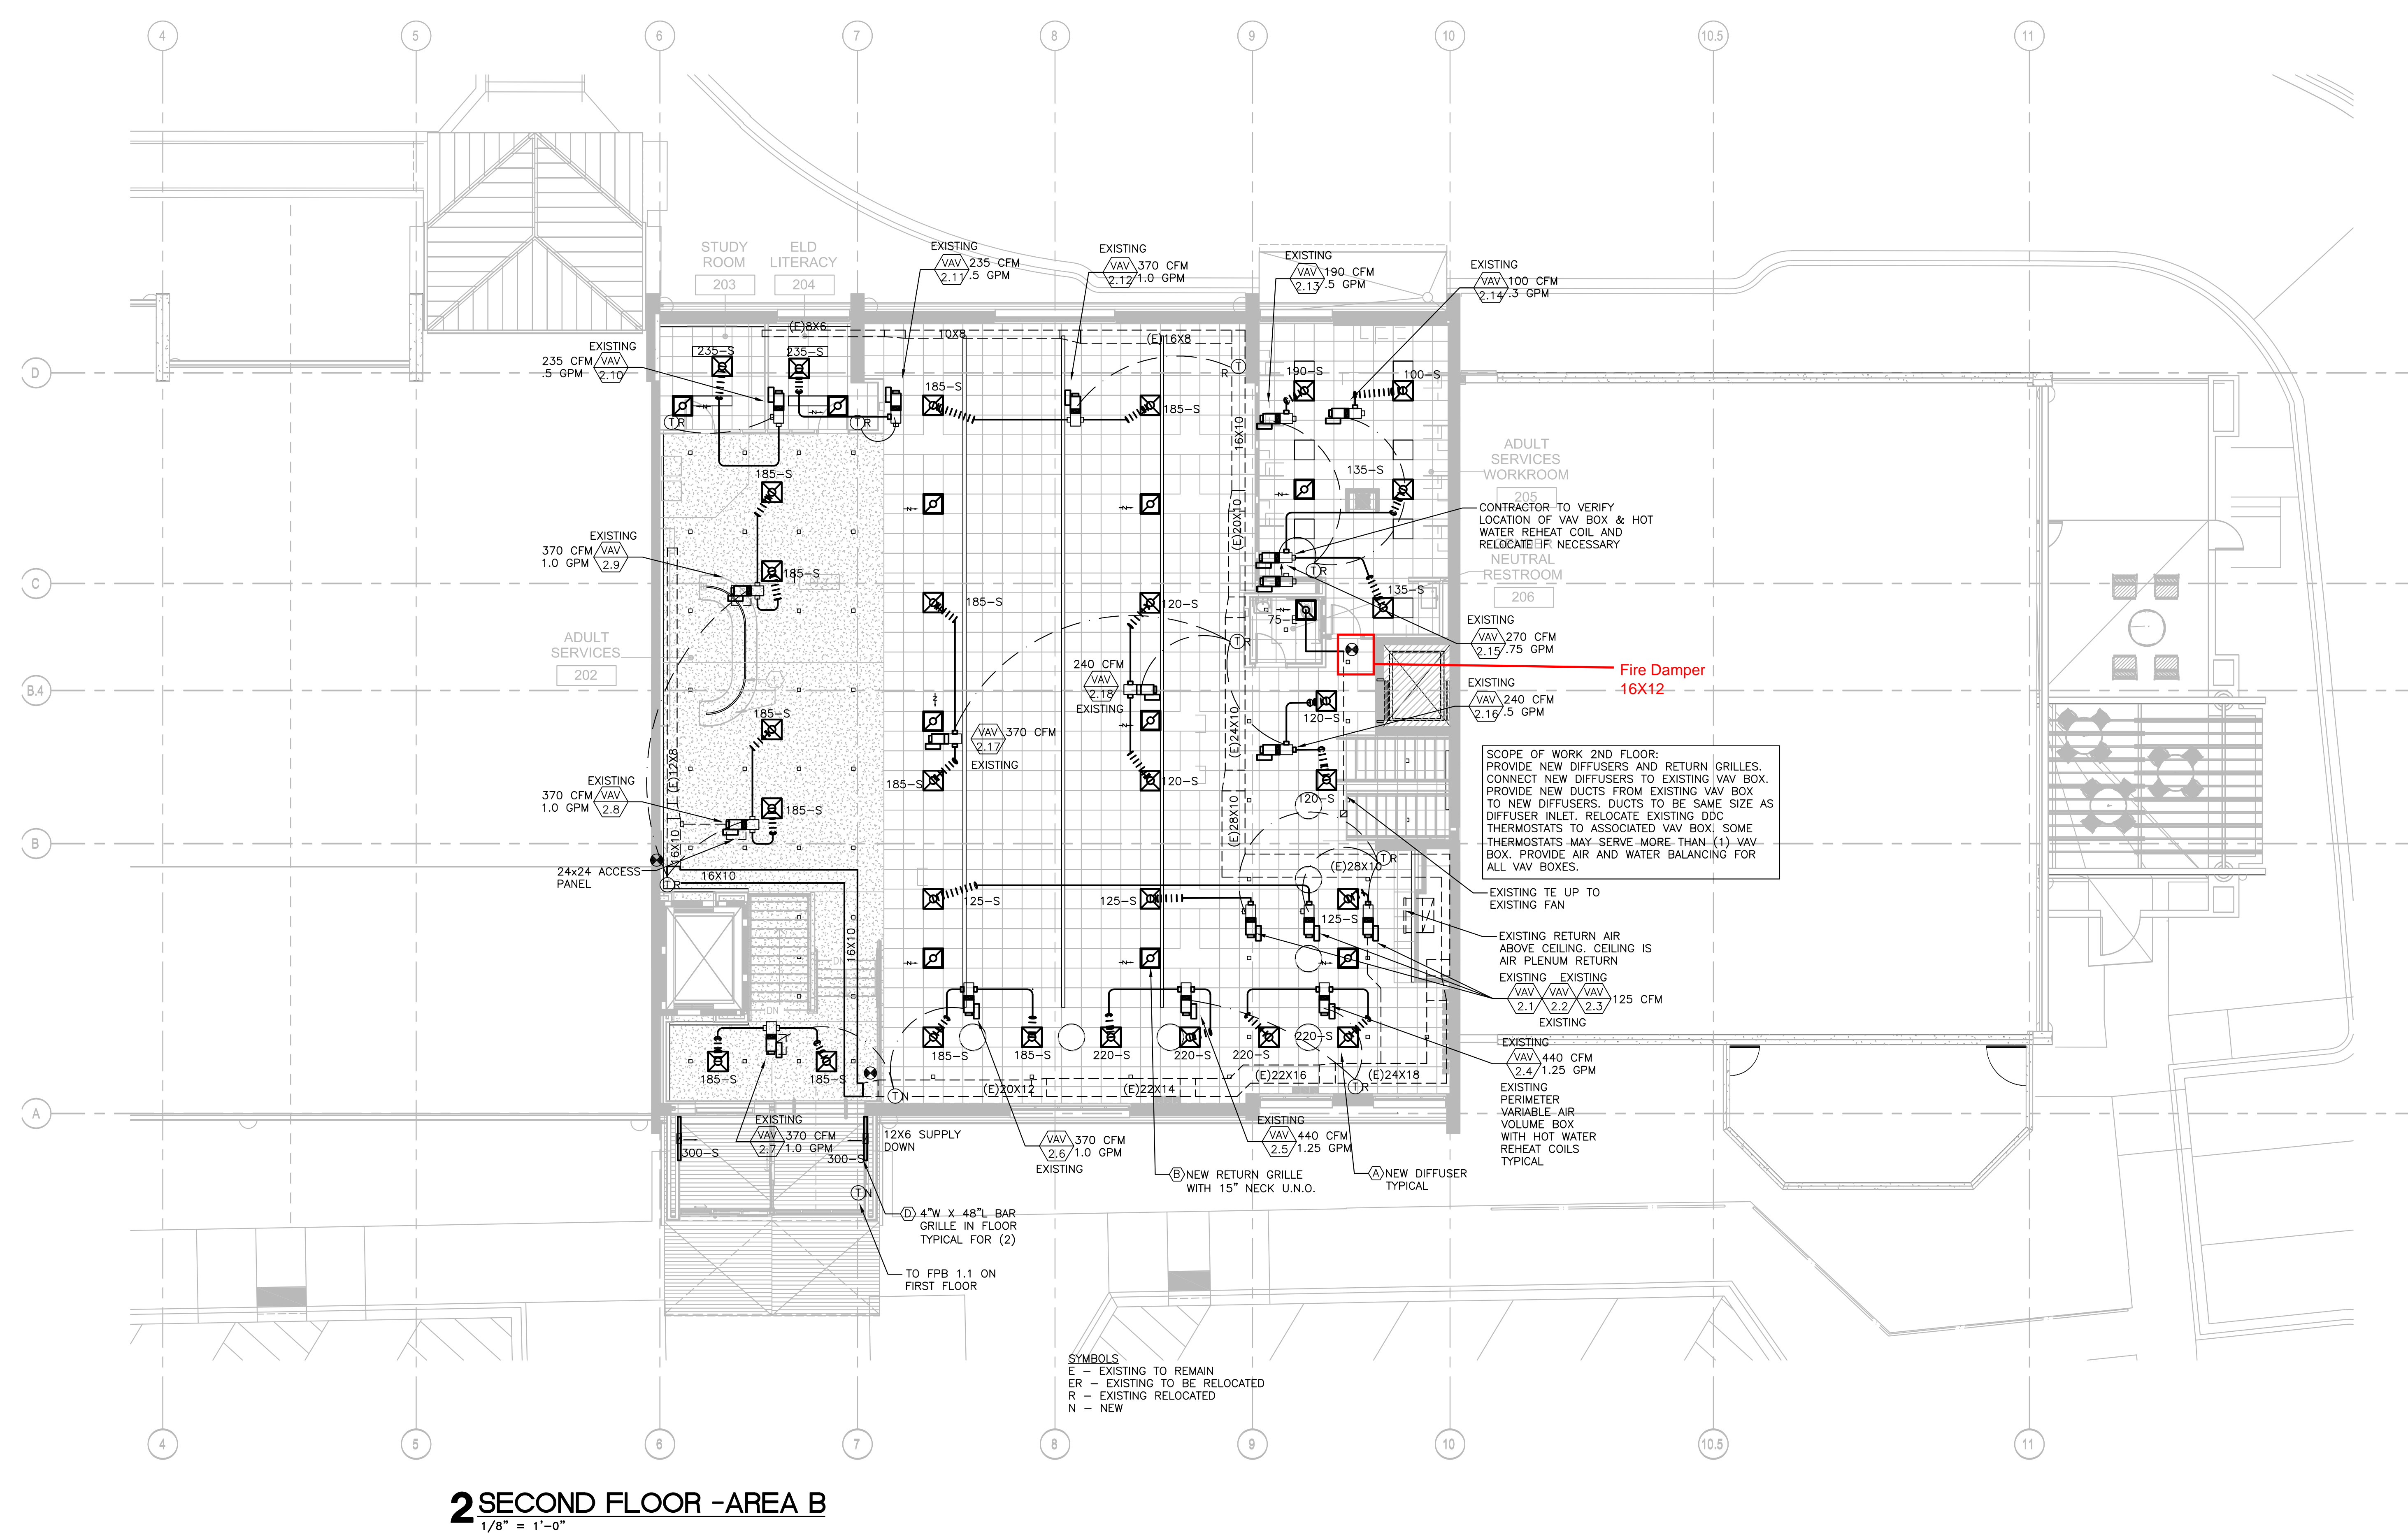 4 5 6 7 8 9 10 10.5 11
STUDY
ROOM
203
ELD
LITERACY
204
EXISTING
VAV 235 CFM
2.11 .5 GPM
EXISTING
VAV 370 CFM
2.12 1.0 GPM
EXISTING
VAV 190 CFM
2.13 .5 GPM
EXISTING
VAV 100 CFM
2.14 .3 GPM
(E)8X6
10X8
(E)16X8
EXISTING
235 CFM VAV
.5 GPM 2.10
235-S
235-S
D
185-S
185-S
T R
190-S
100-S
T R
T R
16X10
ADULT
SERVICES
WORKROOM
205
185-S
135-S
(E)20X10
CONTRACTOR TO VERIFY
LOCATION OF VAV BOX & HOT
WATER REHEAT COIL AND
RELOCATE IF NECESSARY
NEUTRAL
RESTROOM
206
EXISTING
370 CFM VAV
1.0 GPM 2.9
C
185-S
T R
185-S
120-S
75-E
135-S
ADULT
SERVICES
202
T R
EXISTING
VAV 270 CFM
2.15 .75 GPM
Fire Damper
16X12
240 CFM
VAV
2.18
EXISTING
B.4
EXISTING
VAV 240 CFM
2.16 .5 GPM
185-S
120-S
VAV 370 CFM
2.17
EXISTING
(E)24X10
(E)12X8
185-S
120-S
120-S
EXISTING
370 CFM VAV
1.0 GPM 2.8
185-S
(E)28X10
SCOPE OF WORK 2ND FLOOR:
PROVIDE NEW DIFFUSERS AND RETURN GRILLES.
CONNECT NEW DIFFUSERS TO EXISTING VAV BOX.
PROVIDE NEW DUCTS FROM EXISTING VAV BOX
TO NEW DIFFUSERS. DUCTS TO BE SAME SIZE AS
DIFFUSER INLET. RELOCATE EXISTING DDC
THERMOSTATS TO ASSOCIATED VAV BOX. SOME
THERMOSTATS MAY SERVE MORE THAN (1) VAV
BOX. PROVIDE AIR AND WATER BALANCING FOR
ALL VAV BOXES.
B
16X10
24x24 ACCESS
PANEL
T R
16X10
(E)28X10
T R
EXISTING TE UP TO
EXISTING FAN
125-S
125-S
125-S
16X10
DN
EXISTING RETURN AIR
ABOVE CEILING. CEILING IS
AIR PLENUM RETURN
EXISTING EXISTING
VAV VAV VAV 125 CFM
2.1 2.2 2.3
EXISTING
DN
185-S
185-S
185-S
185-S
220-S
220-S
220-S
220-S
EXISTING
VAV 440 CFM
2.4 1.25 GPM
EXISTING
PERIMETER
VARIABLE AIR
VOLUME BOX
WITH HOT WATER
REHEAT COILS
TYPICAL
T N
(E)20X12
(E)22X14
(E)22X16
(E)24X18
T R
A
EXISTING
VAV 370 CFM
2.7 1.0 GPM
300-S
300-S
12X6 SUPPLY
DOWN
VAV 370 CFM
2.6 1.0 GPM
EXISTING
EXISTING
VAV 440 CFM
2.5 1.25 GPM
B NEW RETURN GRILLE
WITH 15" NECK U.N.O.
A NEW DIFFUSER
TYPICAL
T N
D 4"W X 48"L BAR
GRILLE IN FLOOR
TYPICAL FOR (2)
TO FPB 1.1 ON
FIRST FLOOR
SYMBOLS
E – EXISTING TO REMAIN
ER – EXISTING TO BE RELOCATED
R – EXISTING RELOCATED
N – NEW
4 5 6 7 8 9 10 10.5 11
2 SECOND FLOOR -AREA B
1/8" = 1'-0"